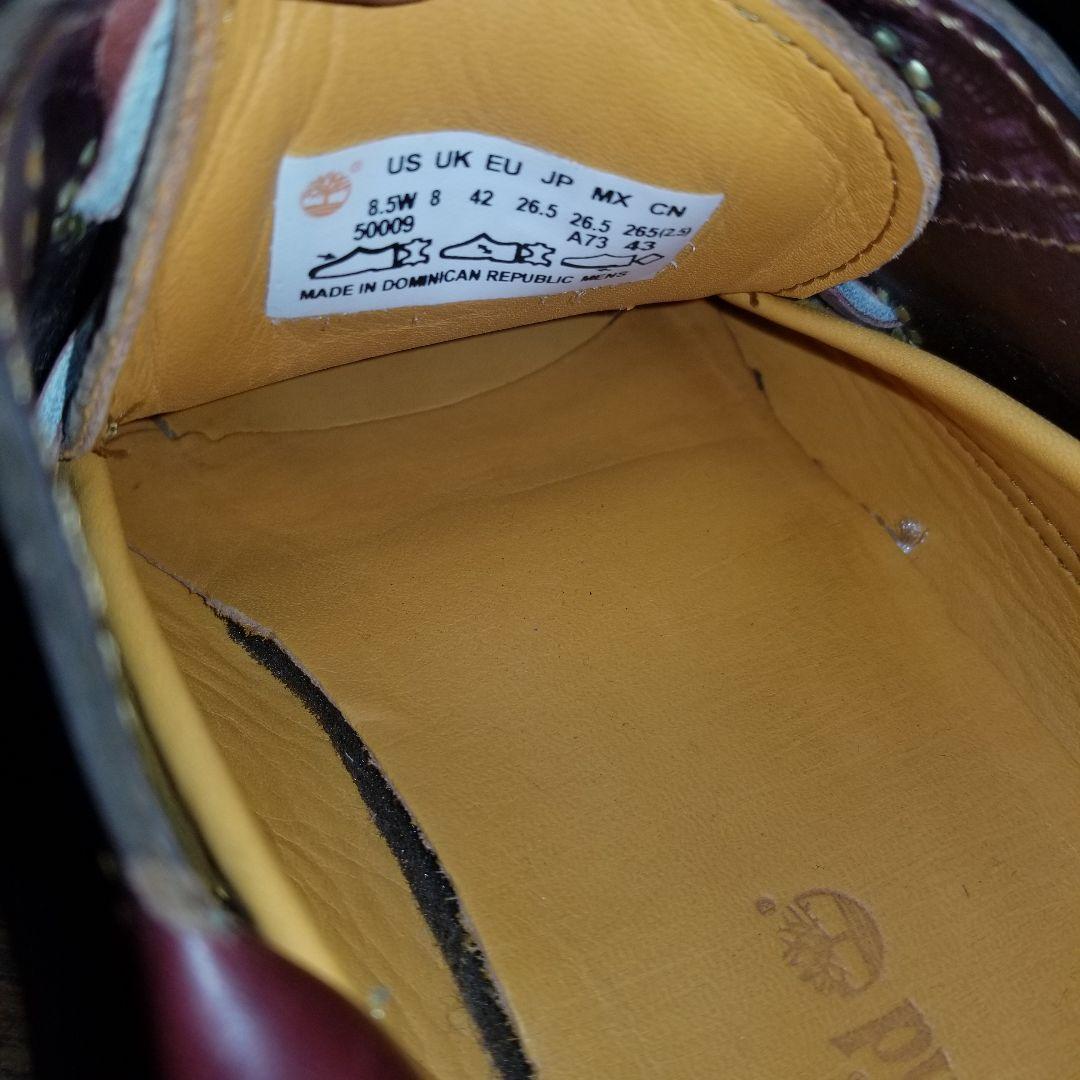 US UK EU JP MX CN
8.5W 8 42 26.5 26.5 265(2.5)
50009 A73 43
MADE IN DOMINICAN REPUBLIC MENS